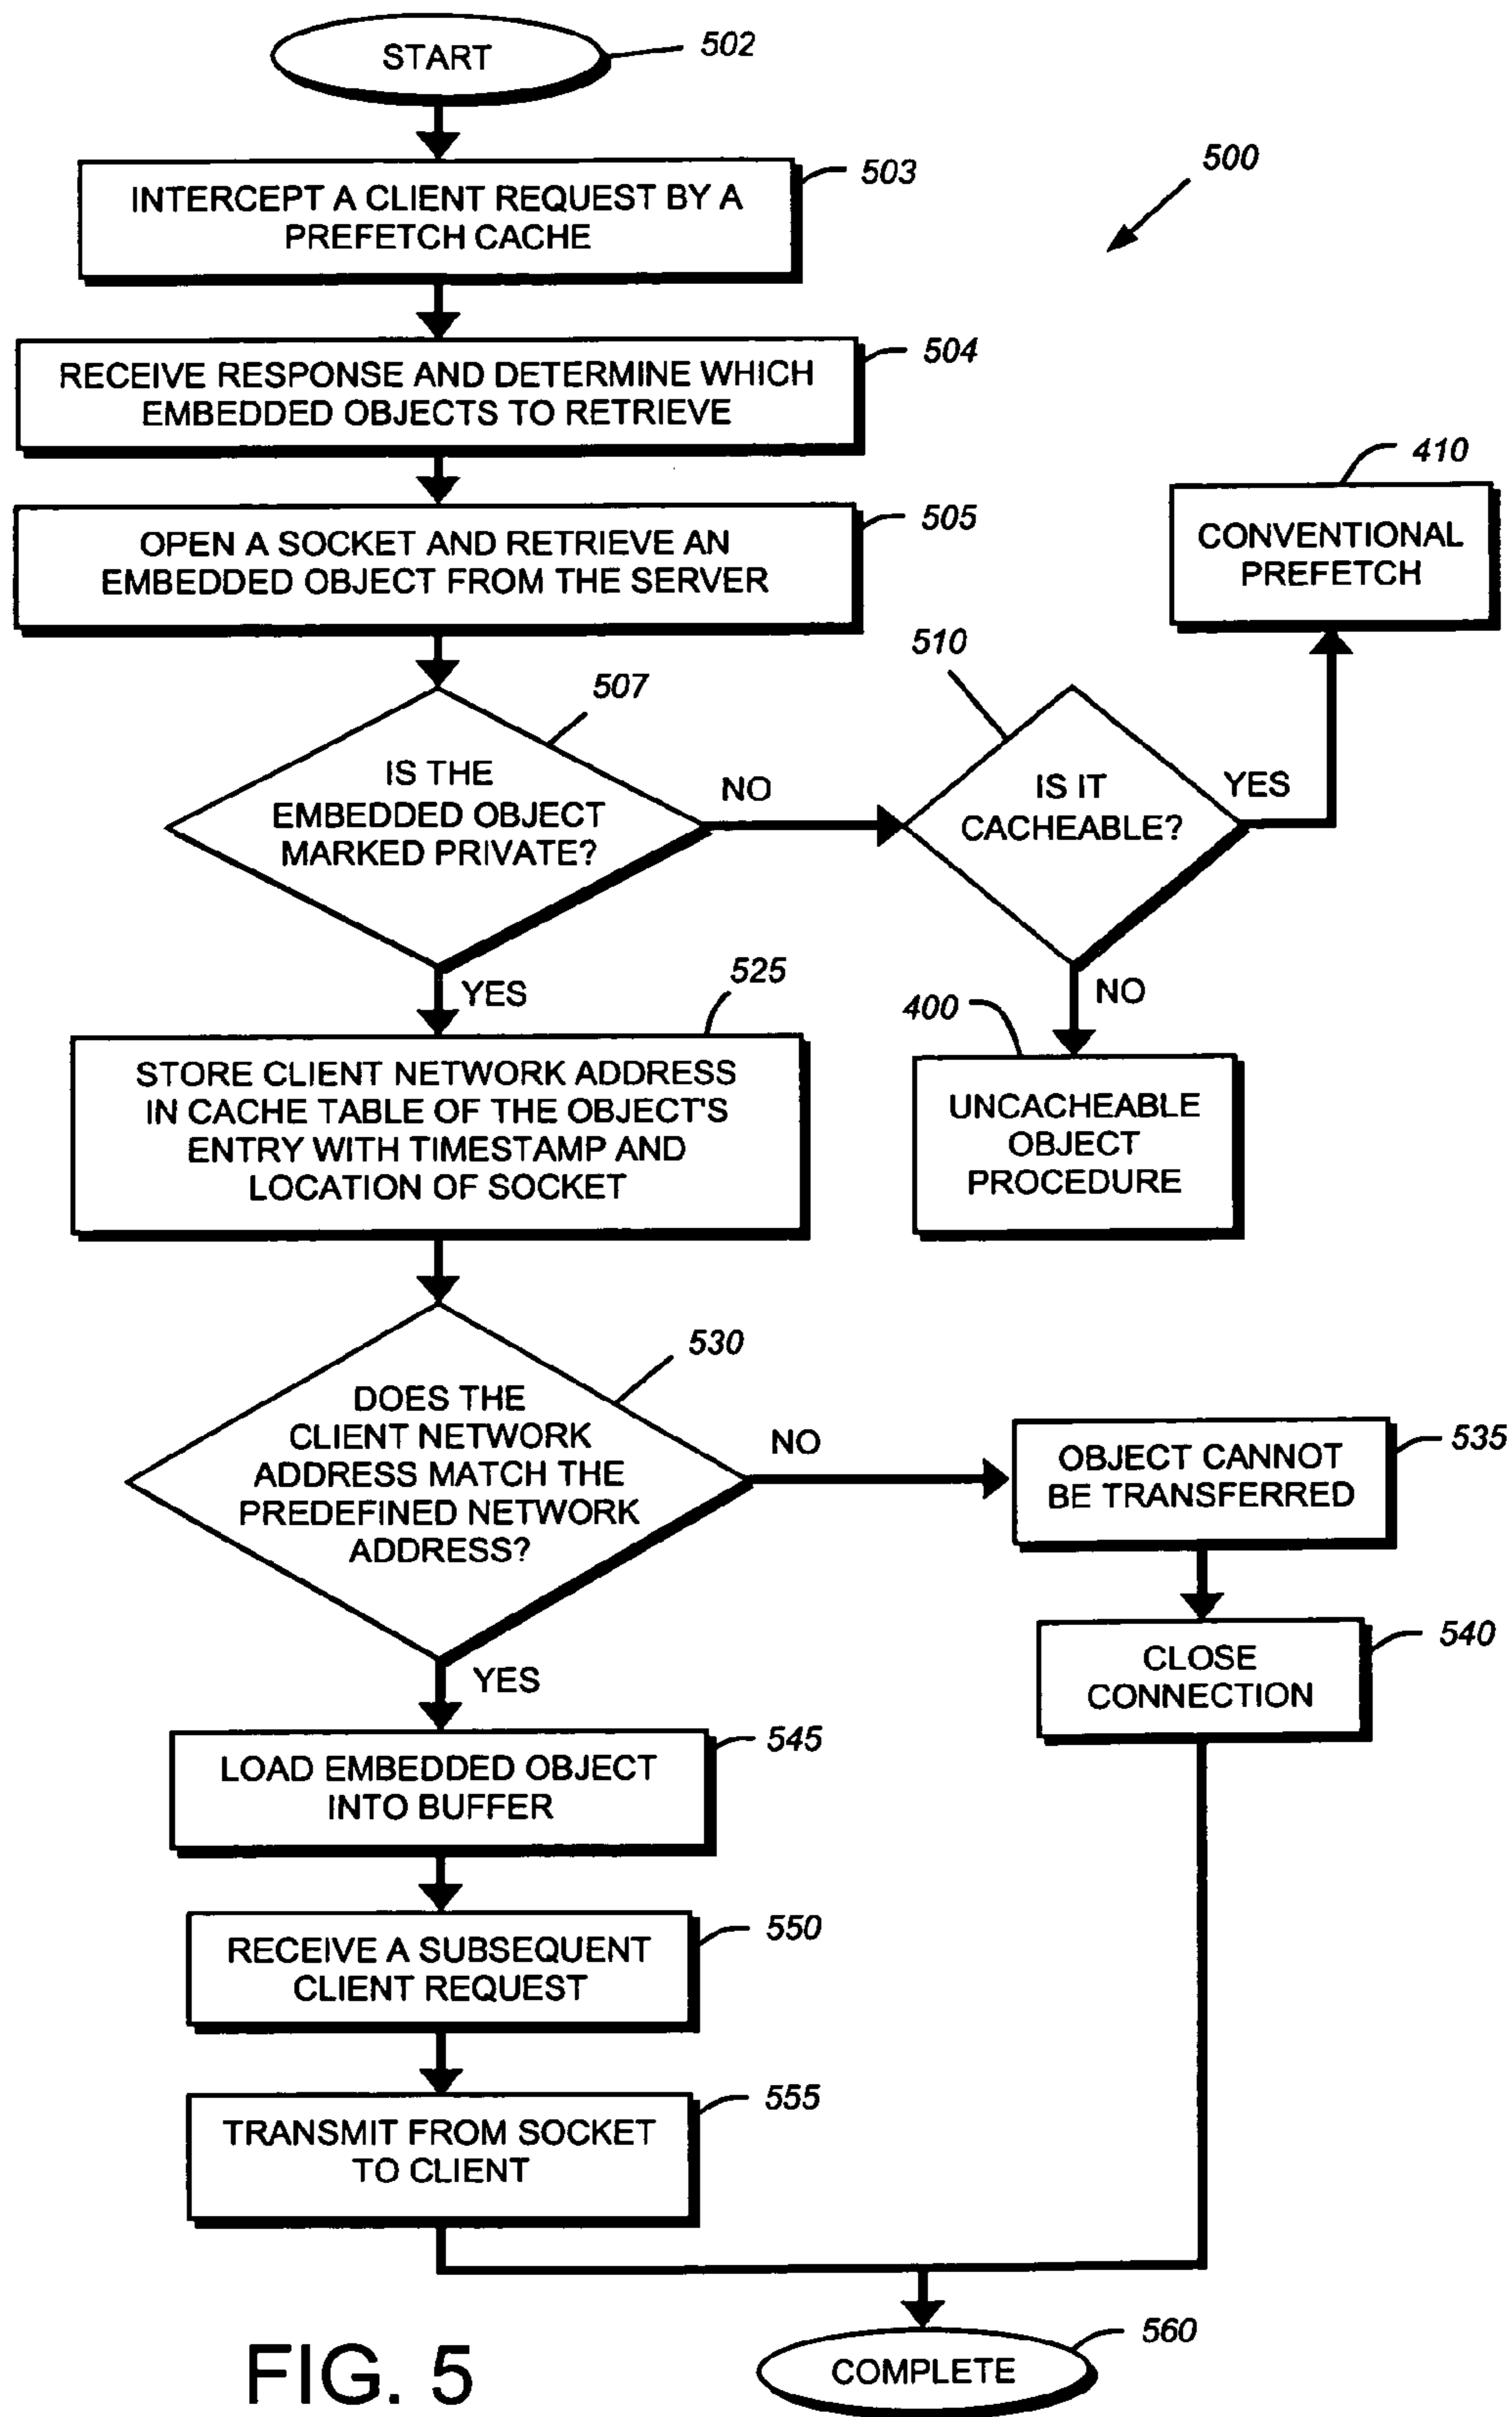 START
502
500
INTERCEPT A CLIENT REQUEST BY A
PREFETCH CACHE
503
RECEIVE RESPONSE AND DETERMINE WHICH
EMBEDDED OBJECTS TO RETRIEVE
504
OPEN A SOCKET AND RETRIEVE AN
EMBEDDED OBJECT FROM THE SERVER
505
410
CONVENTIONAL
PREFETCH
507
IS THE
EMBEDDED OBJECT
MARKED PRIVATE?
NO
510
IS IT
CACHEABLE?
YES
YES
NO
525
STORE CLIENT NETWORK ADDRESS
IN CACHE TABLE OF THE OBJECT'S
ENTRY WITH TIMESTAMP AND
LOCATION OF SOCKET
400
UNCACHEABLE
OBJECT
PROCEDURE
530
DOES THE
CLIENT NETWORK
ADDRESS MATCH THE
PREDEFINED NETWORK
ADDRESS?
NO
OBJECT CANNOT
BE TRANSFERRED
535
CLOSE
CONNECTION
540
YES
LOAD EMBEDDED OBJECT
INTO BUFFER
545
RECEIVE A SUBSEQUENT
CLIENT REQUEST
550
TRANSMIT FROM SOCKET
TO CLIENT
555
COMPLETE
560
FIG. 5